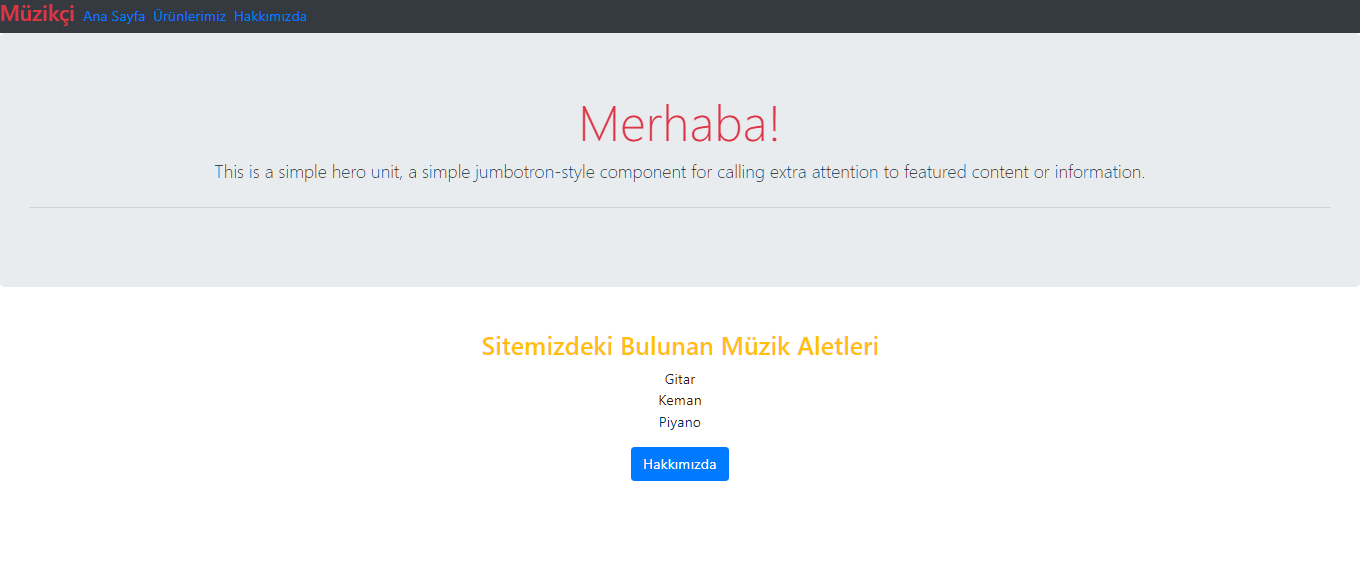 Müzikçi Ana Sayfa Ürünlerimiz Hakkımızda
Merhaba!
This is a simple hero unit, a simple jumbotron-style component for calling extra attention to featured content or information.
Sitemizdeki Bulunan Müzik Aletleri
Gitar
Keman
Piyano
Hakkımızda